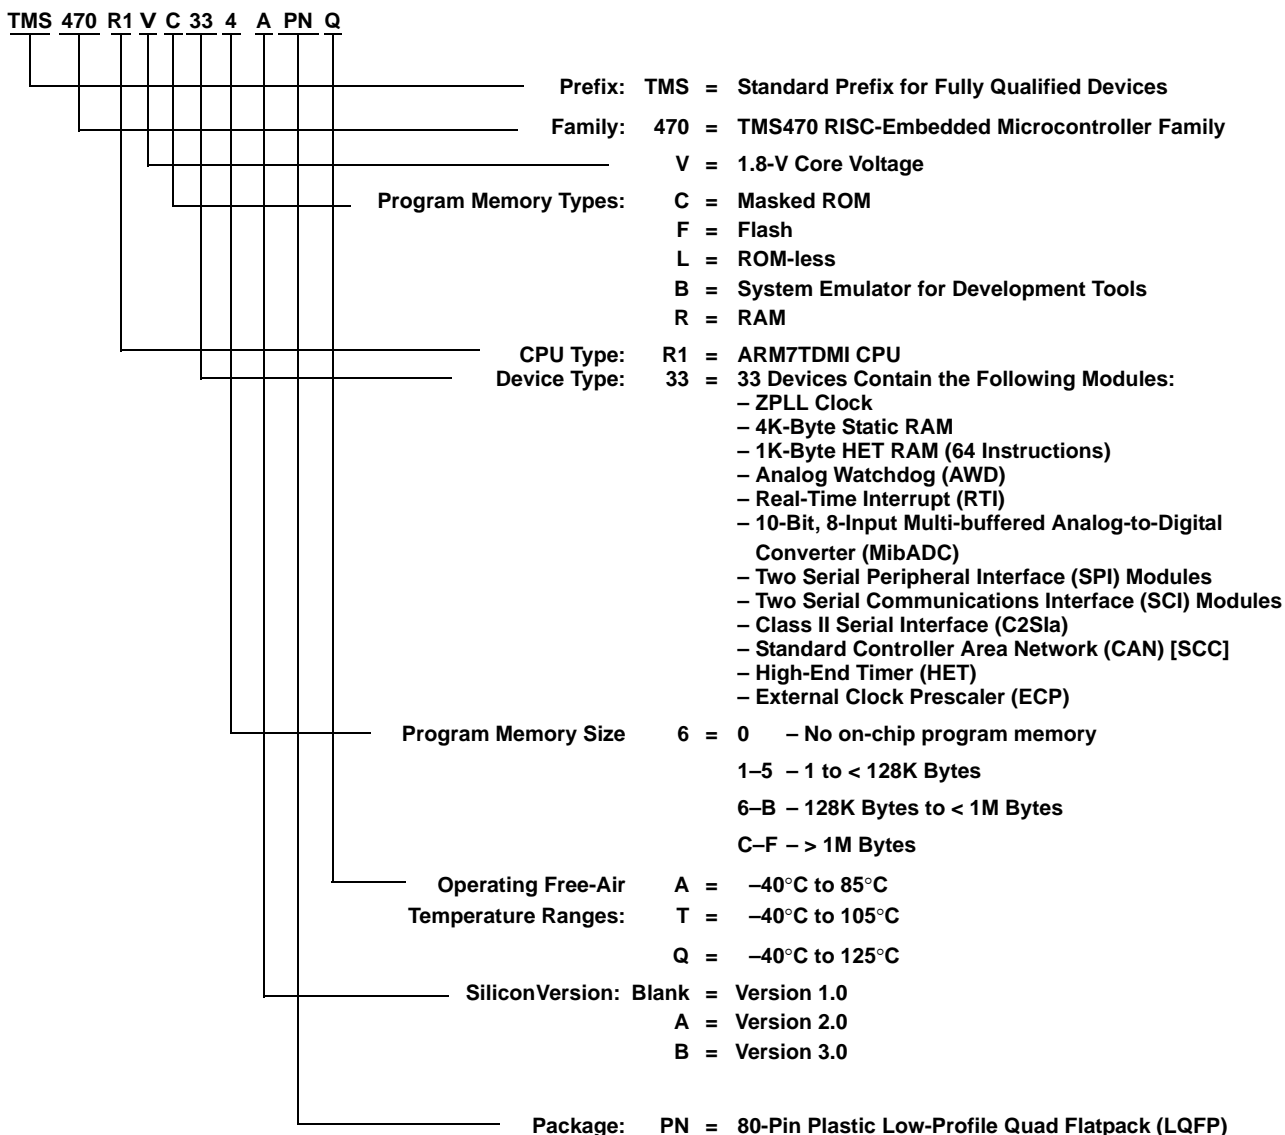 TMS 470 R1 V C 33 4 A PN Q
Prefix: TMS = Standard Prefix for Fully Qualified Devices
Family: 470 = TMS470 RISC-Embedded Microcontroller Family
V = 1.8-V Core Voltage
Program Memory Types: C = Masked ROM
F = Flash
L = ROM-less
B = System Emulator for Development Tools
R = RAM
CPU Type: R1 = ARM7TDMI CPU
Device Type: 33 = 33 Devices Contain the Following Modules:
– ZPLL Clock
– 4K-Byte Static RAM
– 1K-Byte HET RAM (64 Instructions)
– Analog Watchdog (AWD)
– Real-Time Interrupt (RTI)
– 10-Bit, 8-Input Multi-buffered Analog-to-Digital
Converter (MibADC)
– Two Serial Peripheral Interface (SPI) Modules
– Two Serial Communications Interface (SCI) Modules
– Class II Serial Interface (C2SIa)
– Standard Controller Area Network (CAN) [SCC]
– High-End Timer (HET)
– External Clock Prescaler (ECP)
Program Memory Size 6 = 0 – No on-chip program memory
1–5 – 1 to < 128K Bytes
6–B – 128K Bytes to < 1M Bytes
C–F – > 1M Bytes
Operating Free-Air A = –40°C to 85°C
Temperature Ranges: T = –40°C to 105°C
Q = –40°C to 125°C
SiliconVersion: Blank = Version 1.0
A = Version 2.0
B = Version 3.0
Package: PN = 80-Pin Plastic Low-Profile Quad Flatpack (LQFP)